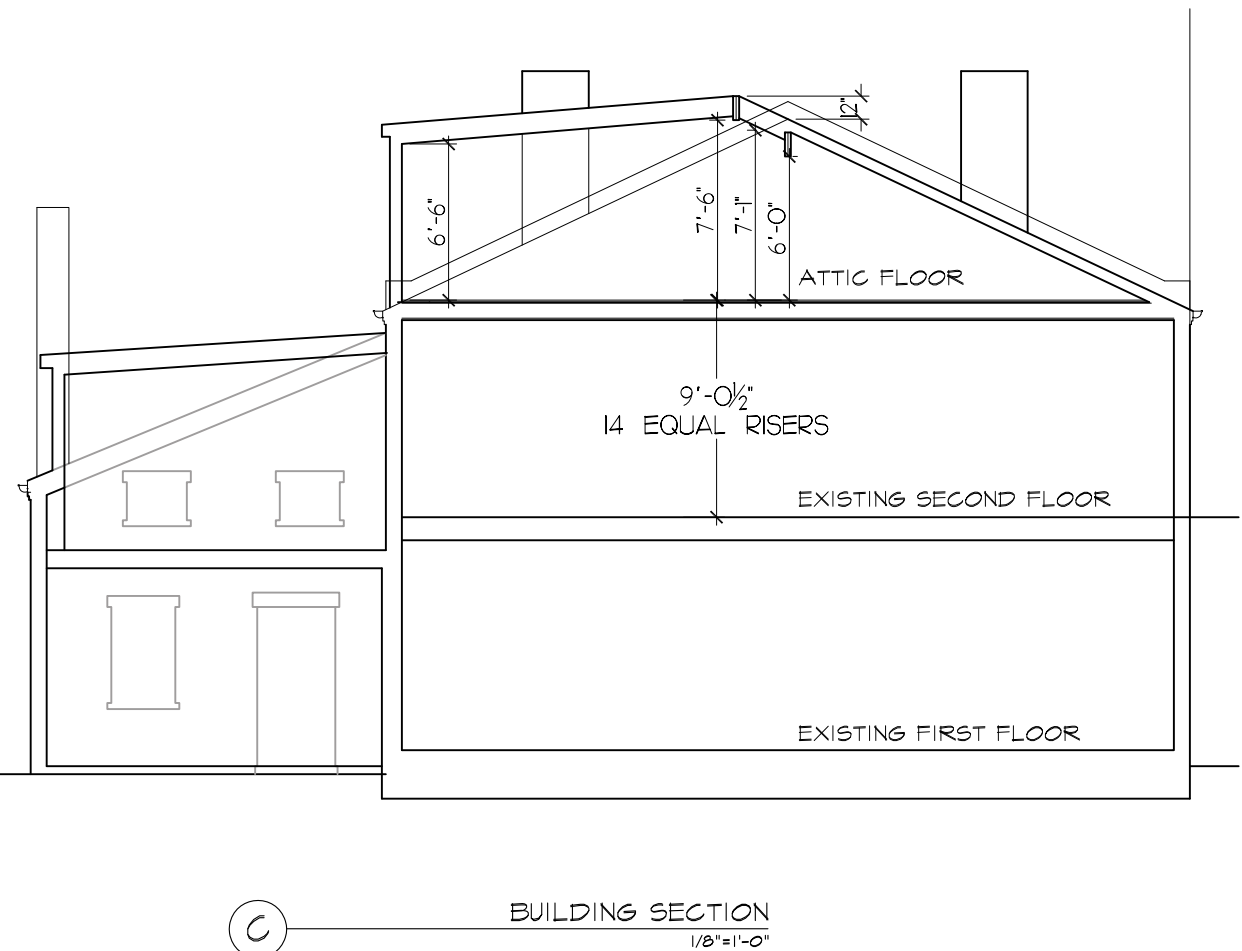 12"
6'-6"
7'-6"
7'-1"
6'-0"
ATTIC FLOOR
9'-0½"
14 EQUAL RISERS
EXISTING SECOND FLOOR
EXISTING FIRST FLOOR
C
BUILDING SECTION
1/8"=1'-0"